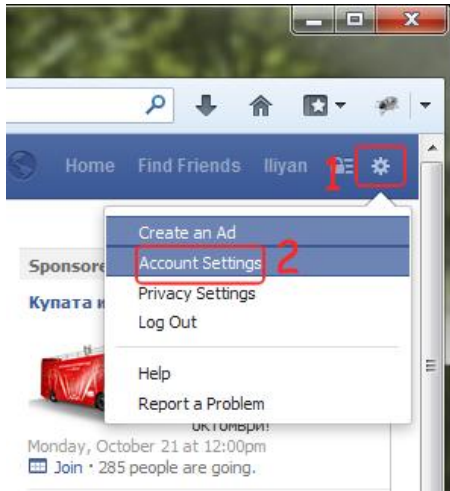 Home Find Friends Iliyan
1
Create an Ad
Account Settings
2
Privacy Settings
Log Out
Help
Report a Problem
Sponsore
Купата и
октомври!
Monday, October 21 at 12:00pm
Join · 285 people are going.